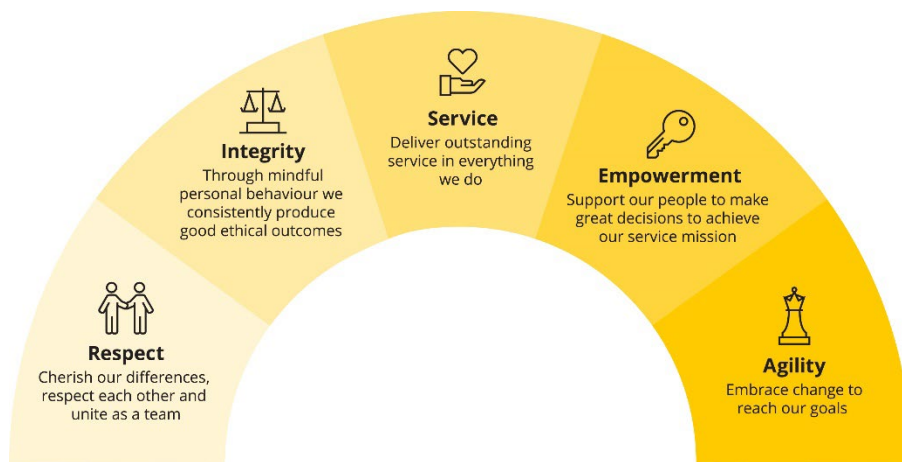 Respect
Cherish our differences,
respect each other and
unite as a team
Integrity
Through mindful
personal behaviour we
consistently produce
good ethical outcomes
Service
Deliver outstanding
service in everything
we do
Empowerment
Support our people to make
great decisions to achieve
our service mission
Agility
Embrace change to
reach our goals